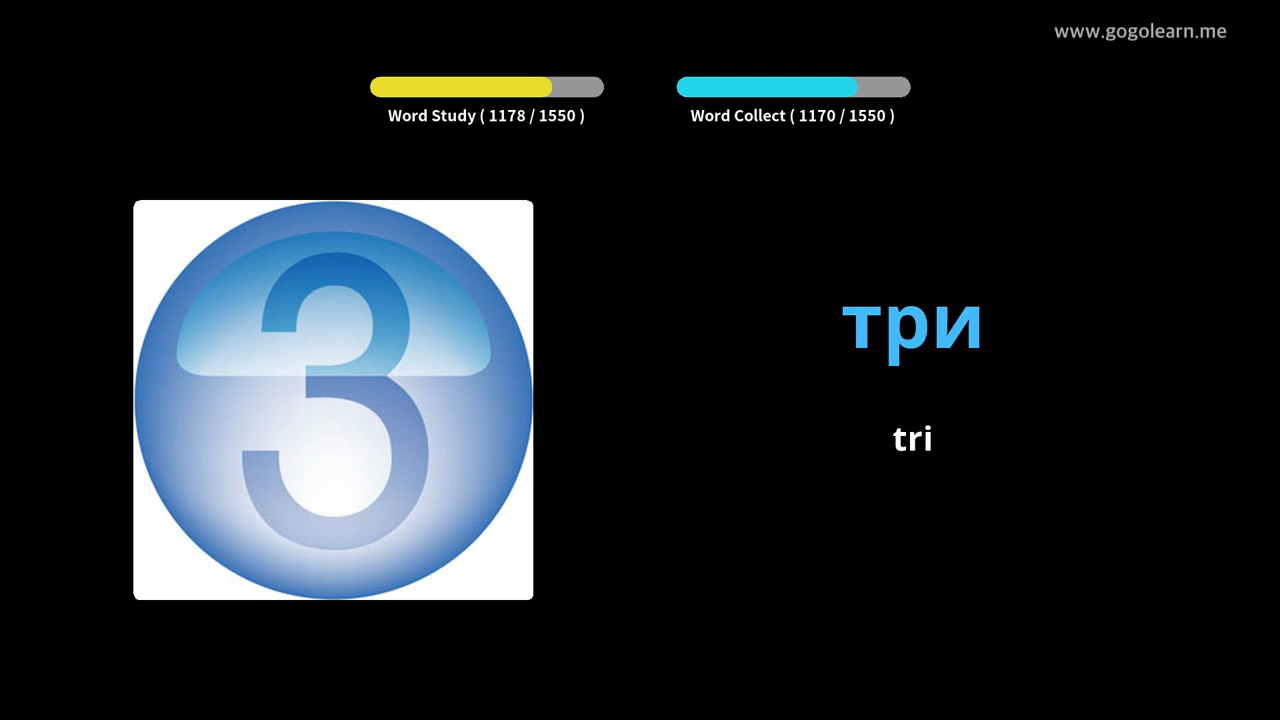 www.gogolearn.me
Word Study ( 1178 / 1550 )
Word Collect ( 1170 / 1550 )
3
три
tri